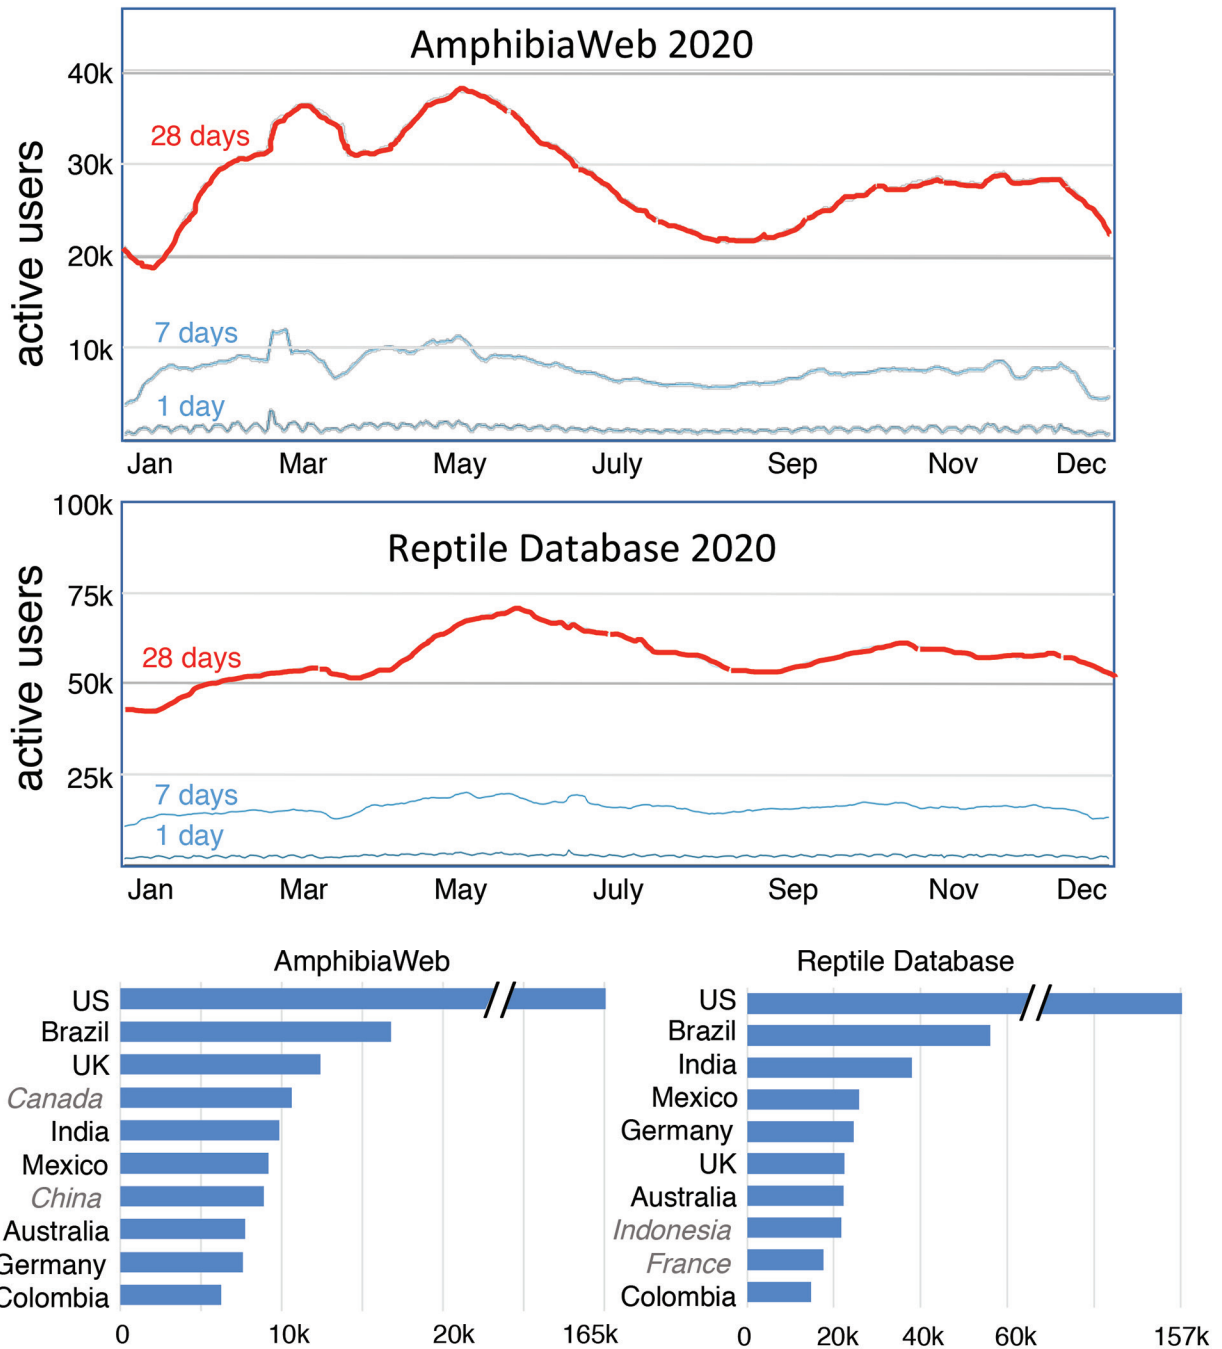 AmphibiaWeb 2020
40k
28 days
30k
active users
20k
7 days
10k
1 day
Jan Mar May July Sep Nov Dec
100k
Reptile Database 2020
75k
28 days
50k
active users
25k
7 days
1 day
Jan Mar May July Sep Nov Dec
AmphibiaWeb
US
Brazil
UK
Canada
India
Mexico
China
Australia
Germany
Colombia
0 10k 20k 165k
Reptile Database
US
Brazil
India
Mexico
Germany
UK
Australia
Indonesia
France
Colombia
0 20k 40k 60k 157k